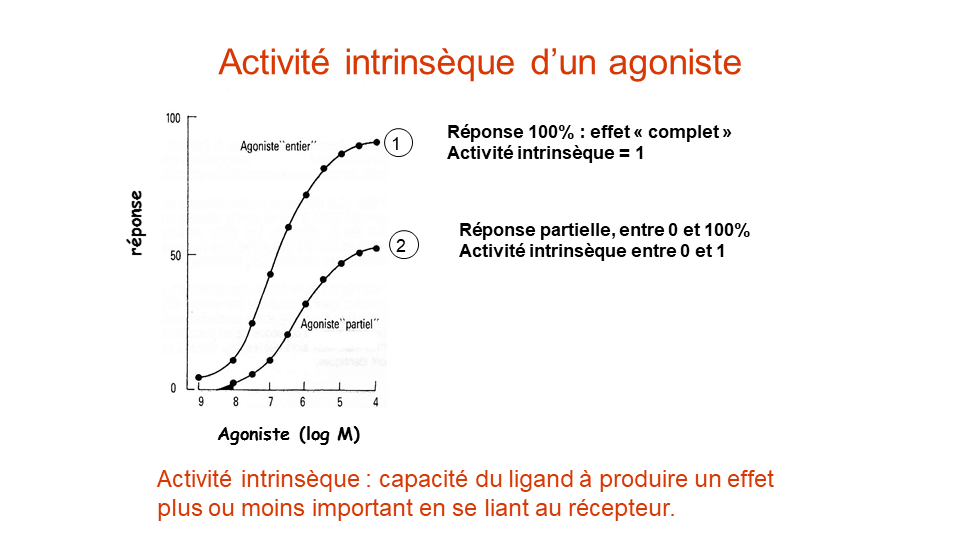 Activité intrinsèque d’un agoniste
100
Agoniste``entier´´
1
Réponse 100% : effet « complet »
Activité intrinsèque = 1
réponse
Réponse partielle, entre 0 et 100%
Activité intrinsèque entre 0 et 1
2
50
Agoniste``partiel´´
0
9 8 7 6 5 4
Agoniste (log M)
Activité intrinsèque : capacité du ligand à produire un effet
plus ou moins important en se liant au récepteur.